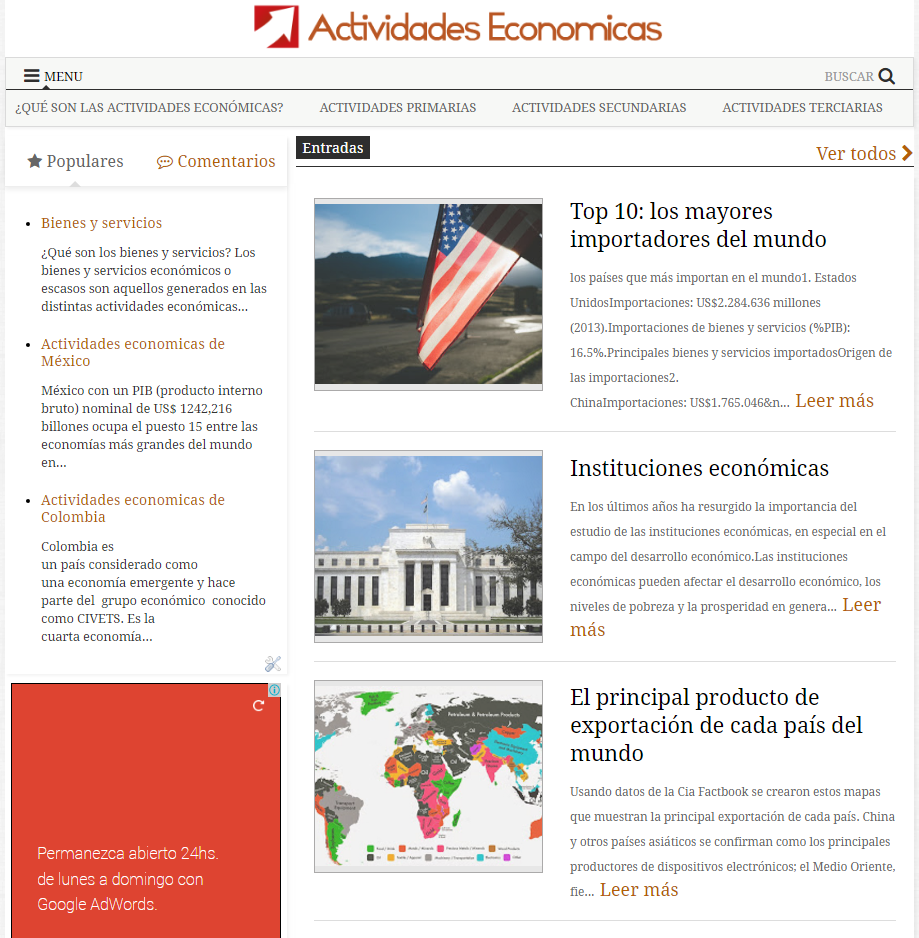 Actividades Economicas
MENU
BUSCAR
¿QUÉ SON LAS ACTIVIDADES ECONÓMICAS?
ACTIVIDADES PRIMARIAS
ACTIVIDADES SECUNDARIAS
ACTIVIDADES TERCIARIAS
Populares
Comentarios
Bienes y servicios
¿Qué son los bienes y servicios? Los
bienes y servicios económicos o
escasos son aquellos generados en las
distintas actividades económicas...
Actividades economicas de
México
México con un PIB (producto interno
bruto) nominal de US$ 1242,216
billones ocupa el puesto 15 entre las
economías más grandes del mundo
en...
Actividades economicas de
Colombia
Colombia es
un país considerado como
una economía emergente y hace
parte del  grupo económico  conocido
como CIVETS. Es la
cuarta economía...
Permanezca abierto 24hs.
de lunes a domingo con
Google AdWords.
Entradas
Ver todos
Top 10: los mayores
importadores del mundo
los países que más importan en el mundo1. Estados
UnidosImportaciones: US$2.284.636 millones
(2013).Importaciones de bienes y servicios (%PIB):
16.5%.Principales bienes y servicios importadosOrigen de
las importaciones2.
ChinaImportaciones: US$1.765.046&n... Leer más
Instituciones económicas
En los últimos años ha resurgido la importancia del
estudio de las instituciones económicas, en especial en el
campo del desarrollo económico.Las instituciones
económicas pueden afectar el desarrollo económico, los
niveles de pobreza y la prosperidad en genera... Leer
más
Petroleum & Petroleum Products
Oil
Oil
Oil
El principal producto de
exportación de cada país del
mundo
Usando datos de la Cia Factbook se crearon estos mapas
que muestran la principal exportación de cada país. China
y otros países asiáticos se confirman como los principales
productores de dispositivos electrónicos; el Medio Oriente,
fie... Leer más